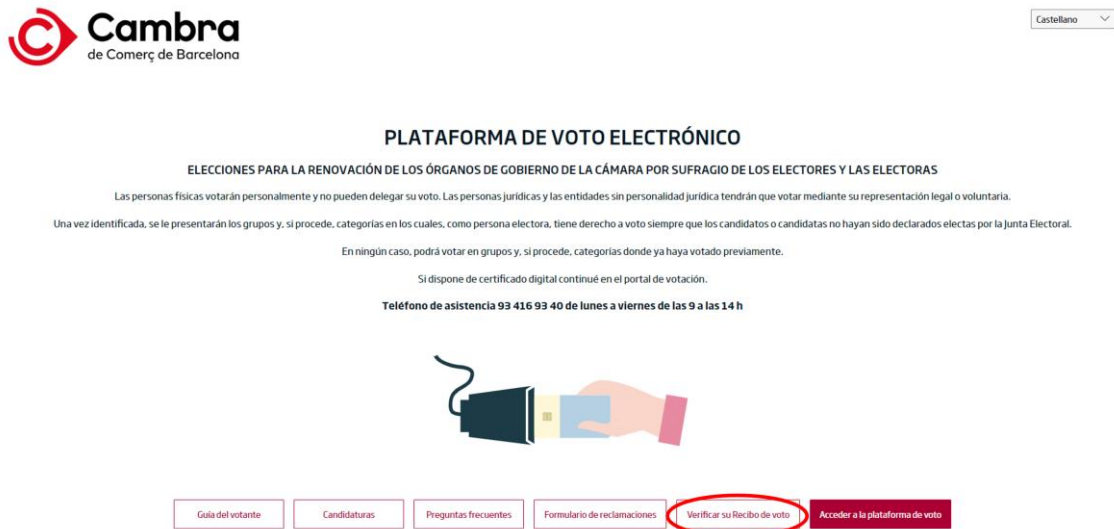 Cambra
de Comerç de Barcelona
Castellano
PLATAFORMA DE VOTO ELECTRÓNICO
ELECCIONES PARA LA RENOVACIÓN DE LOS ÓRGANOS DE GOBIERNO DE LA CÁMARA POR SUFRAGIO DE LOS ELECTORES Y LAS ELECTORAS
Las personas físicas votarán personalmente y no pueden delegar su voto. Las personas jurídicas y las entidades sin personalidad jurídica tendrán que votar mediante su representación legal o voluntaria.
Una vez identificada, se le presentarán los grupos y, si procede, categorías en los cuales, como persona electora, tiene derecho a voto siempre que los candidatos o candidatas no hayan sido declarados electas por la Junta Electoral.
En ningún caso, podrá votar en grupos y, si procede, categorías donde ya haya votado previamente.
Si dispone de certificado digital continué en el portal de votación.
Teléfono de asistencia 93 416 93 40 de lunes a viernes de las 9 a las 14 h
Guía del votante
Candidaturas
Preguntas frecuentes
Formulario de reclamaciones
Verificar su Recibo de voto
Acceder a la plataforma de voto